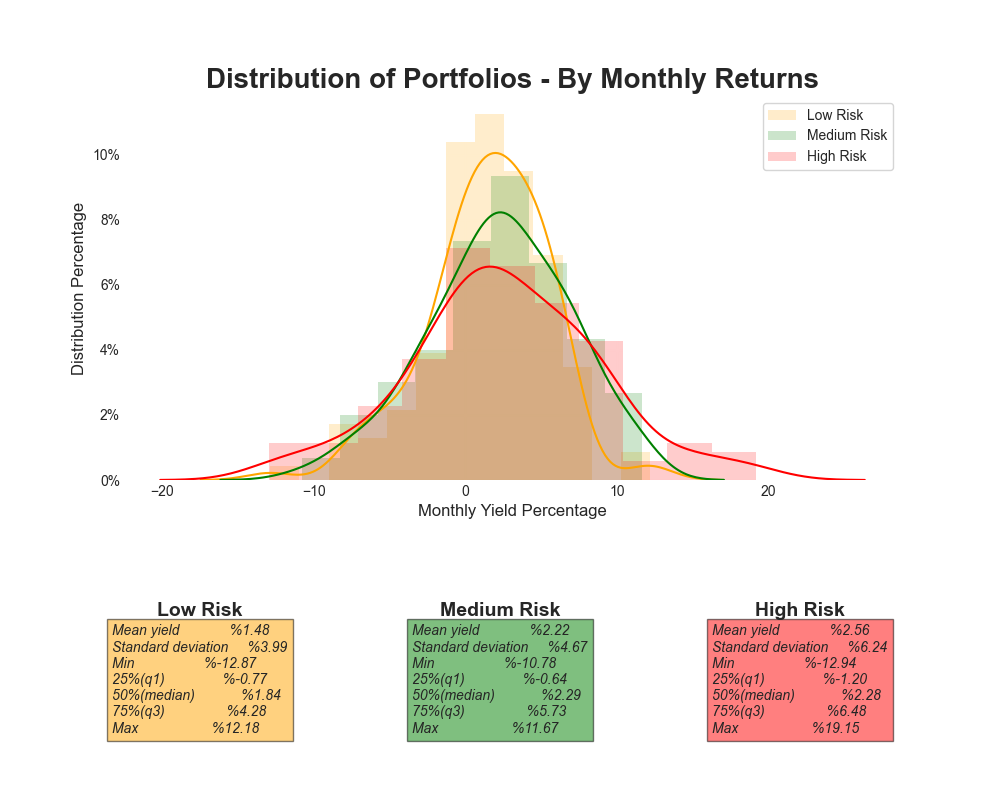 Distribution of Portfolios - By Monthly Returns
Low Risk
Medium Risk
High Risk
10%
8%
6%
4%
2%
0%
Distribution Percentage
−20
−10
0
10
20
Monthly Yield Percentage
Low Risk
Mean yield %1.48
Standard deviation %3.99
Min %-12.87
25%(q1) %-0.77
50%(median) %1.84
75%(q3) %4.28
Max %12.18
Medium Risk
Mean yield %2.22
Standard deviation %4.67
Min %-10.78
25%(q1) %-0.64
50%(median) %2.29
75%(q3) %5.73
Max %11.67
High Risk
Mean yield %2.56
Standard deviation %6.24
Min %-12.94
25%(q1) %-1.20
50%(median) %2.28
75%(q3) %6.48
Max %19.15